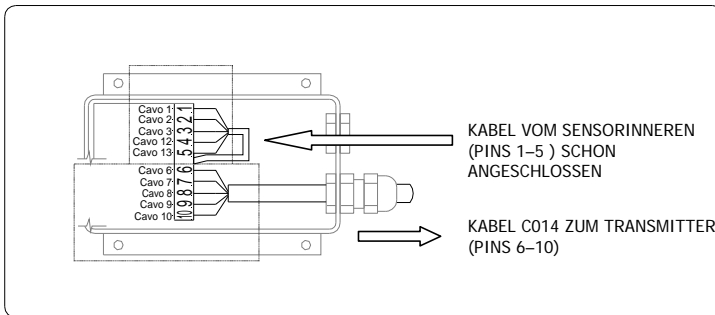 Cavo 1 1
Cavo 2 2
Cavo 3 3
Cavo 12 4
Cavo 13 5
Cavo 6 6
Cavo 7 7
Cavo 8 8
Cavo 9 9
Cavo 10 10
KABEL VOM SENSORINNEREN
(PINS 1–5 ) SCHON
ANGESCHLOSSEN
KABEL C014 ZUM TRANSMITTER
(PINS 6–10)